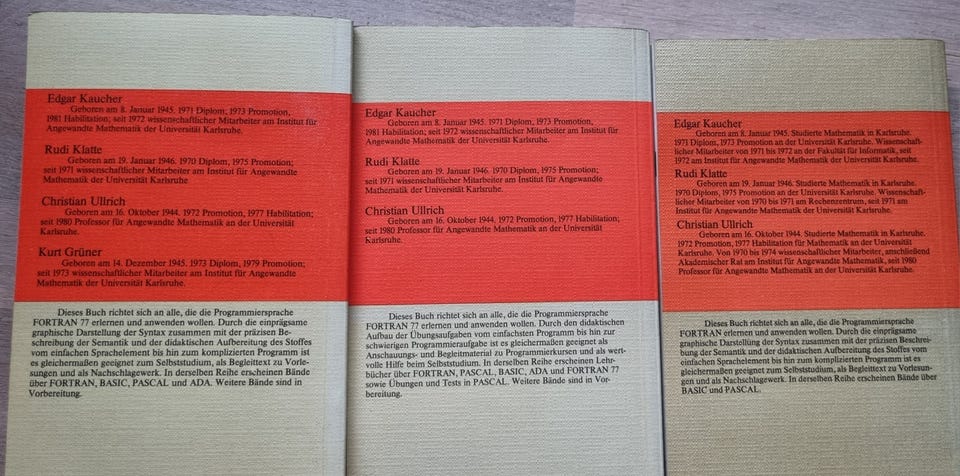 Edgar Kaucher
Geboren am 8. Januar 1945. 1971 Diplom, 1973 Promotion,
1981 Habilitation; seit 1972 wissenschaftlicher Mitarbeiter am Institut für
Angewandte Mathematik der Universität Karlsruhe.
Rudi Klatte
Geboren am 19. Januar 1946. 1970 Diplom, 1975 Promotion;
seit 1971 wissenschaftlicher Mitarbeiter am Institut für Angewandte
Mathematik der Universität Karlsruhe.
Christian Ullrich
Geboren am 16. Oktober 1944. 1972 Promotion, 1977 Habilitation;
seit 1980 Professor für Angewandte Mathematik an der Universität
Karlsruhe.
Kurt Grüner
Geboren am 14. Dezember 1945. 1973 Diplom, 1979 Promotion;
seit 1973 wissenschaftlicher Mitarbeiter am Institut für Angewandte
Mathematik der Universität Karlsruhe.
Dieses Buch richtet sich an alle, die die Programmiersprache
FORTRAN 77 erlernen und anwenden wollen. Durch die einprägsame
graphische Darstellung der Syntax zusammen mit der präzisen Be-
schreibung der Semantik und der didaktischen Aufbereitung des Stoffes
vom einfachen Sprachelement bis hin zum komplizierten Programm ist
es gleichermaßen geeignet zum Selbststudium, als Begleittext zu Vorle-
sungen und als Nachschlagewerk. In derselben Reihe erscheinen Bände
über FORTRAN, BASIC, PASCAL und ADA. Weitere Bände sind in
Vorbereitung.
Edgar Kaucher
Geboren am 8. Januar 1945. 1971 Diplom, 1973 Promotion,
1981 Habilitation; seit 1972 wissenschaftlicher Mitarbeiter am Institut für
Angewandte Mathematik der Universität Karlsruhe.
Rudi Klatte
Geboren am 19. Januar 1946. 1970 Diplom, 1975 Promotion;
seit 1971 wissenschaftlicher Mitarbeiter am Institut für Angewandte
Mathematik der Universität Karlsruhe.
Christian Ullrich
Geboren am 16. Oktober 1944. 1972 Promotion, 1977 Habilitation;
seit 1980 Professor für Angewandte Mathematik an der Universität
Karlsruhe.
Dieses Buch richtet sich an alle, die die Programmiersprache
FORTRAN 77 erlernen und anwenden wollen. Durch den didaktischen
Aufbau der Übungsaufgaben vom einfachsten Programm bis hin zur
schwierigen Programmieraufgabe ist es gleichermaßen geeignet als
Anschauungs- und Begleitmaterial zu Programmierkursen und als wert-
volle Hilfe beim Selbststudium. In derselben Reihe erscheinen Lehr-
bücher über FORTRAN, PASCAL, BASIC, ADA und FORTRAN 77
sowie Übungen und Tests in PASCAL. Weitere Bände sind in Vor-
bereitung.
Edgar Kaucher
Geboren am 8. Januar 1945. Studierte Mathematik in Karlsruhe.
1971 Diplom, 1973 Promotion an der Universität Karlsruhe. Wissenschaft-
licher Mitarbeiter von 1971 bis 1972 an der Fakultät für Informatik, seit
1972 am Institut für Angewandte Mathematik der Universität Karlsruhe.
Rudi Klatte
Geboren am 19. Januar 1946. Studierte Mathematik in Karlsruhe.
1970 Diplom, 1975 Promotion an der Universität Karlsruhe. Wissenschaft-
licher Mitarbeiter von 1970 bis 1971 am Rechenzentrum, seit 1971 am
Institut für Angewandte Mathematik der Universität Karlsruhe.
Christian Ullrich
Geboren am 16. Oktober 1944. Studierte Mathematik in Karlsruhe.
1972 Promotion, 1977 Habilitation für Mathematik an der Universität
Karlsruhe. Von 1970 bis 1974 wissenschaftlicher Mitarbeiter, anschließend
Akademischer Rat am Institut für Angewandte Mathematik, seit 1980
Professor für Angewandte Mathematik an der Universität Karlsruhe.
Dieses Buch richtet sich an alle, die die Programmiersprache
FORTRAN erlernen und anwenden wollen. Durch die einprägsame
graphische Darstellung der Syntax zusammen mit der präzisen Beschrei-
bung der Semantik und der didaktischen Aufbereitung des Stoffes vom
einfachen Sprachelement bis hin zum komplizierten Programm ist es
gleichermaßen geeignet zum Selbststudium, als Begleittext zu Vorlesun-
gen und als Nachschlagewerk. In derselben Reihe erscheinen Bände über
BASIC und PASCAL.